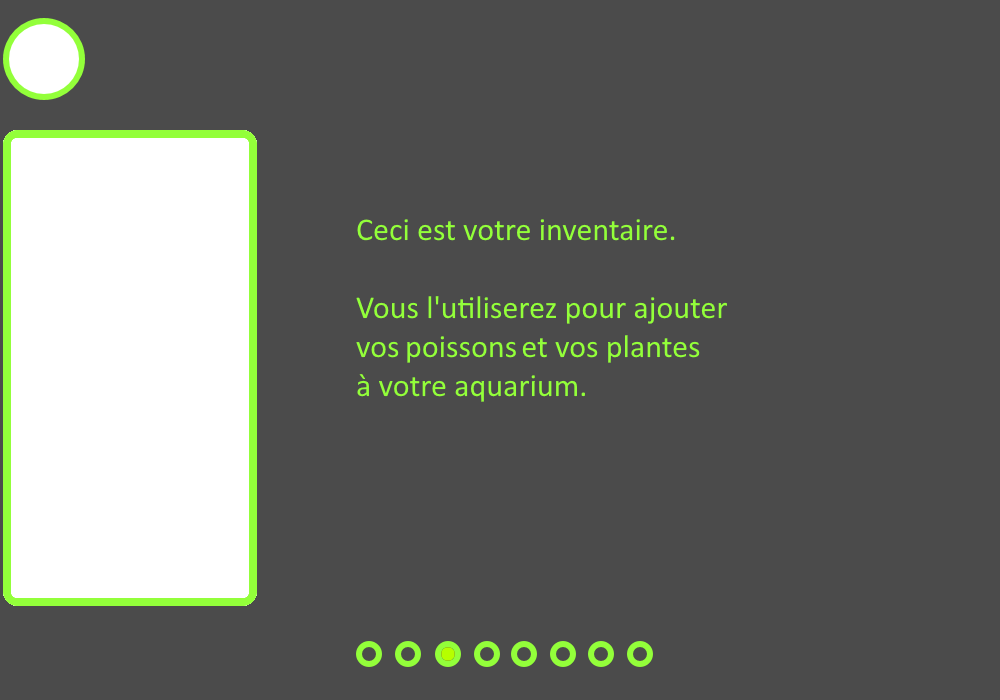 Ceci est votre inventaire.
Vous l'utiliserez pour ajouter
vos poissons et vos plantes
à votre aquarium.